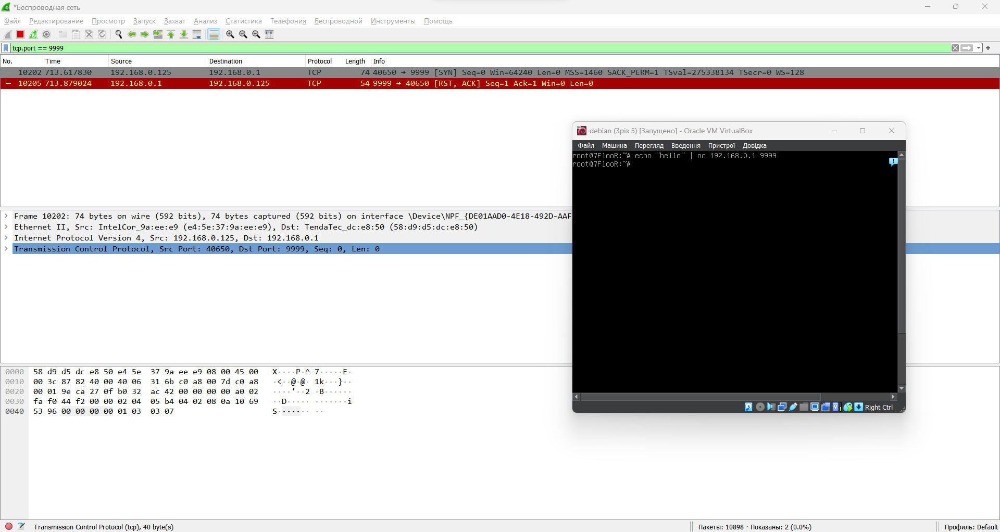 *Беспроводная сеть
Файл Редактирование Просмотр Запуск Захват Анализ Статистика Телефония Беспроводной Инструменты Помощь
tcp.port == 9999
No. Time Source Destination Protocol Length Info
10202 713.617830 192.168.0.125 192.168.0.1 TCP 74 40650 → 9999 [SYN] Seq=0 Win=64240 Len=0 MSS=1460 SACK_PERM=1 TSval=275338134 TSecr=0 WS=128
10205 713.879024 192.168.0.1 192.168.0.125 TCP 54 9999 → 40650 [RST, ACK] Seq=1 Ack=1 Win=0 Len=0
debian (Зріз 5) [Запущено] - Oracle VM VirtualBox
Файл Машина Перегляд Введення Пристрої Довідка
root@7FlooR:~# echo "hello" | nc 192.168.0.1 9999
root@7FlooR:~#
Right Ctrl
Frame 10202: 74 bytes on wire (592 bits), 74 bytes captured (592 bits) on interface \Device\NPF_{DE01AAD0-4E18-492D-AAF
Ethernet II, Src: IntelCor_9a:ee:e9 (e4:5e:37:9a:ee:e9), Dst: TendaTec_dc:e8:50 (58:d9:d5:dc:e8:50)
Internet Protocol Version 4, Src: 192.168.0.125, Dst: 192.168.0.1
Transmission Control Protocol, Src Port: 40650, Dst Port: 9999, Seq: 0, Len: 0
0000 58 d9 d5 dc e8 50 e4 5e 37 9a ee e9 08 00 45 00 X····P·^ 7·····E·
0010 00 3c 87 82 40 00 40 06 31 6b c0 a8 00 7d c0 a8 ·<··@·@· 1k···}··
0020 00 01 9e ca 27 0f b0 32 ac 42 00 00 00 00 a0 02 ····'··2 ·B······
0030 fa f0 44 f2 00 00 02 04 05 b4 04 02 08 0a 10 69 ··D····· ·······i
0040 53 96 00 00 00 00 01 03 03 07 S······· ··
Transmission Control Protocol (tcp), 40 byte(s)
Пакеты: 10898 · Показаны: 2 (0.0%)
Профиль: Default